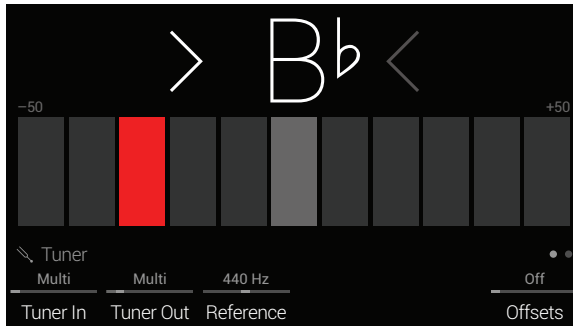 > B♭ <
−50 +50
Tuner
Multi Multi 440 Hz Off
Tuner In Tuner Out Reference Offsets